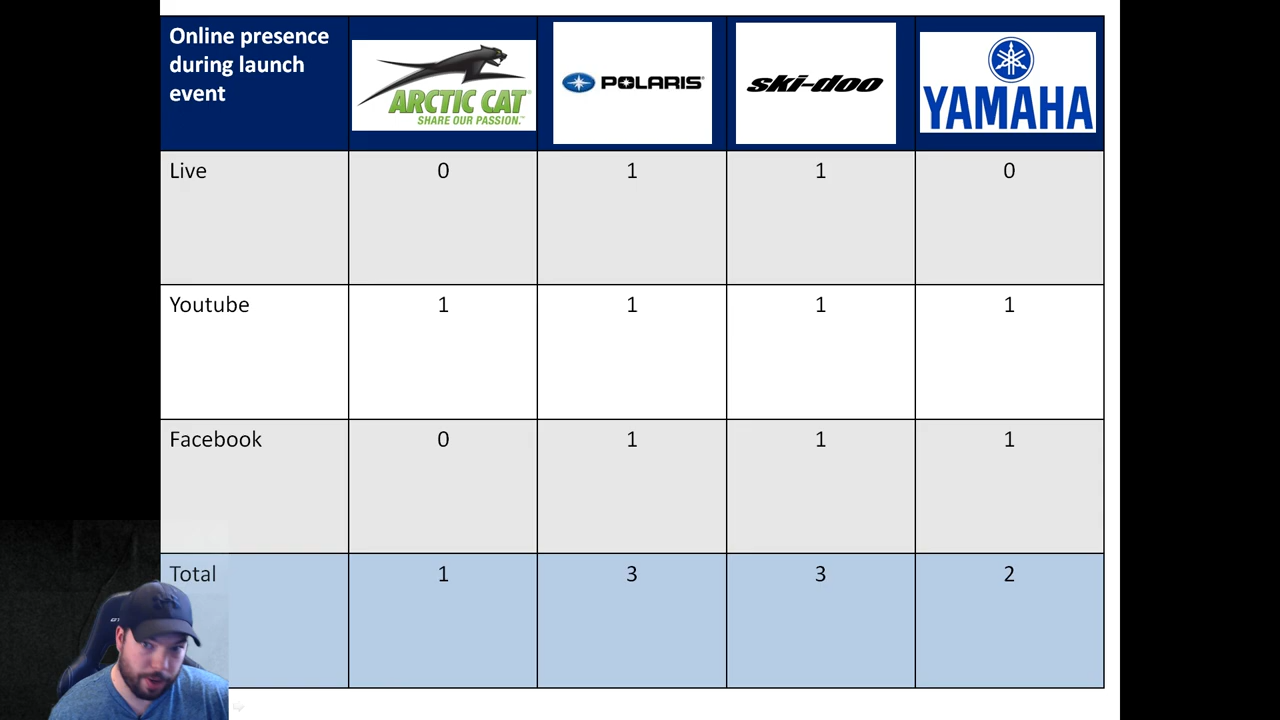 Online presence
during launch
event
ARCTIC CAT
SHARE OUR PASSION.™
POLARIS®
ski-doo
YAMAHA
Live 0 1 1 0
Youtube 1 1 1 1
Facebook 0 1 1 1
Total 1 3 3 2